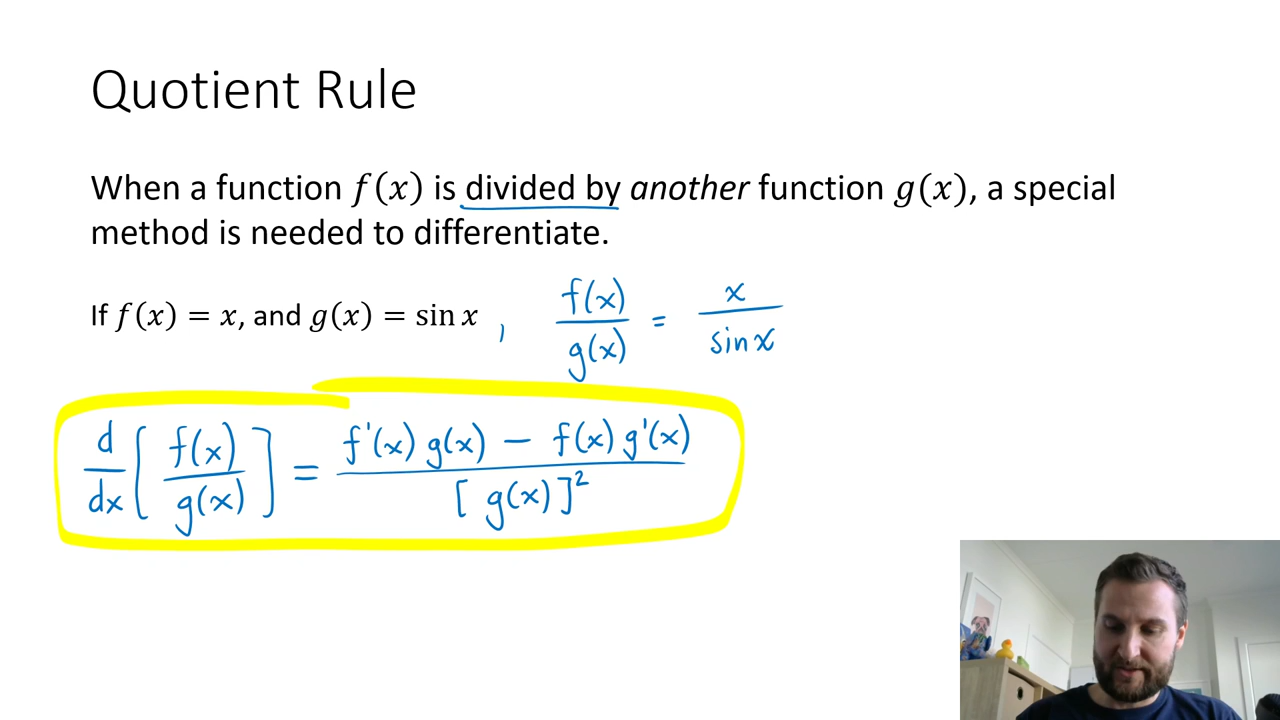 Quotient Rule
When a function f(x) is divided by another function g(x), a special
method is needed to differentiate.
If f(x) = x, and g(x) = sin x , f(x)/g(x) = x/sin x
d/dx [ f(x)/g(x) ] = f'(x) g(x) − f(x) g'(x) / [ g(x) ]²